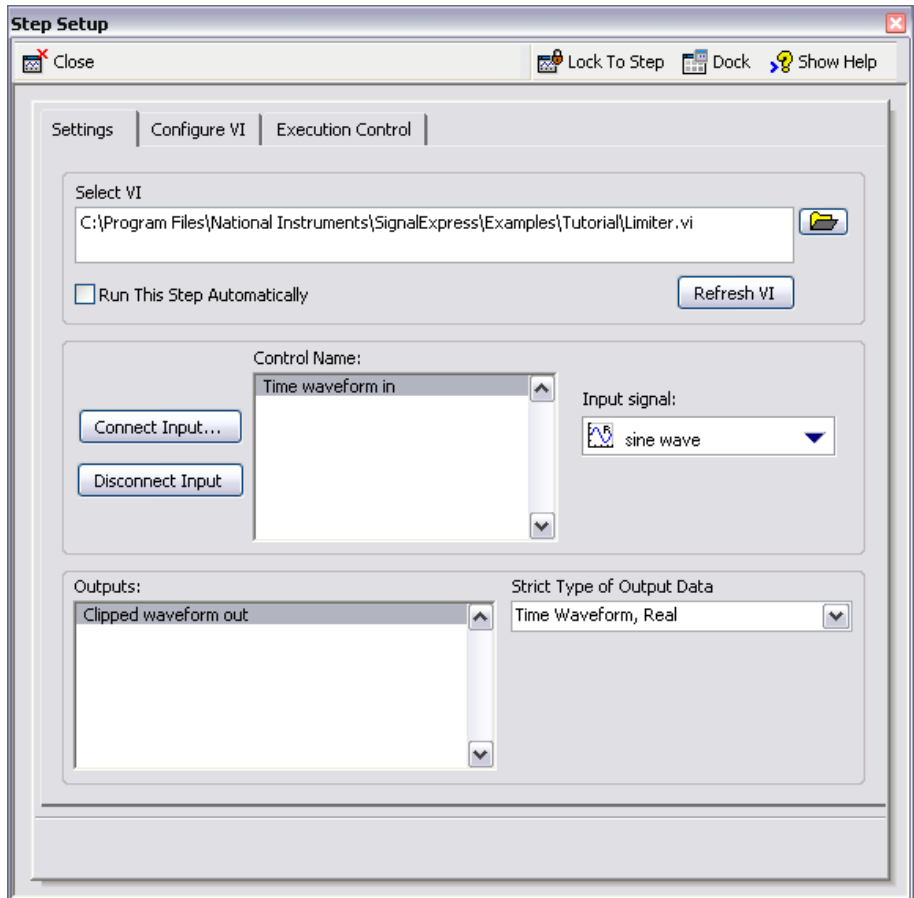 Step Setup
Close
Lock To Step
Dock
Show Help
Settings
Configure VI
Execution Control
Select VI
C:\Program Files\National Instruments\SignalExpress\Examples\Tutorial\Limiter.vi
Run This Step Automatically
Refresh VI
Control Name:
Time waveform in
Connect Input...
Disconnect Input
Input signal:
sine wave
Outputs:
Clipped waveform out
Strict Type of Output Data
Time Waveform, Real